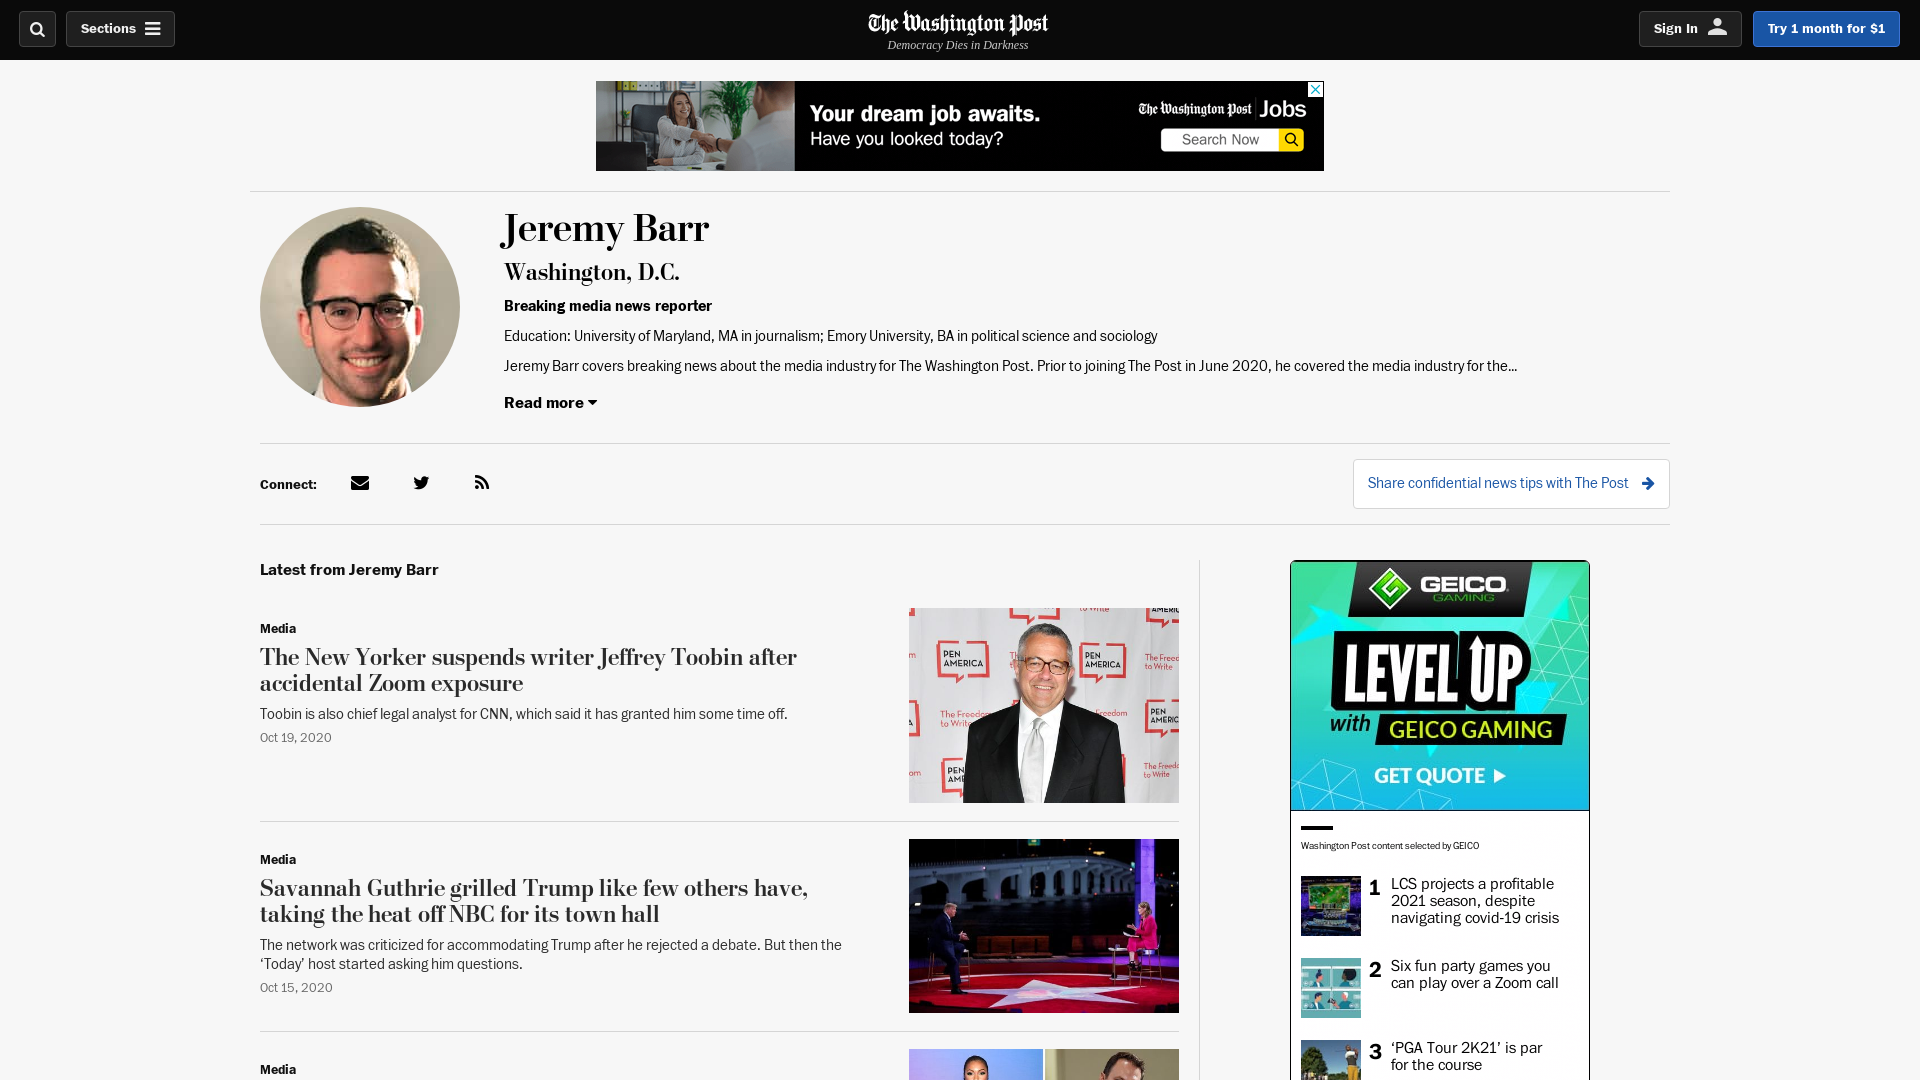 Sections
The Washington Post
Democracy Dies in Darkness
Sign In
Try 1 month for $1
Your dream job awaits.
Have you looked today?
The Washington Post Jobs
Search Now
Jeremy Barr
Washington, D.C.
Breaking media news reporter
Education: University of Maryland, MA in journalism; Emory University, BA in political science and sociology
Jeremy Barr covers breaking news about the media industry for The Washington Post. Prior to joining The Post in June 2020, he covered the media industry for the...
Read more
Connect:
Share confidential news tips with The Post
Latest from Jeremy Barr
Media
The New Yorker suspends writer Jeffrey Toobin after
accidental Zoom exposure
Toobin is also chief legal analyst for CNN, which said it has granted him some time off.
Oct 19, 2020
PEN
AMERICA
PEN
AMERICA
The Freedom
to Write
Media
Savannah Guthrie grilled Trump like few others have,
taking the heat off NBC for its town hall
The network was criticized for accommodating Trump after he rejected a debate. But then the
‘Today’ host started asking him questions.
Oct 15, 2020
Media
GEICO
GAMING
LEVEL UP
with GEICO GAMING
GET QUOTE
Washington Post content selected by GEICO
1 LCS projects a profitable
2021 season, despite
navigating covid-19 crisis
2 Six fun party games you
can play over a Zoom call
3 ‘PGA Tour 2K21’ is par
for the course